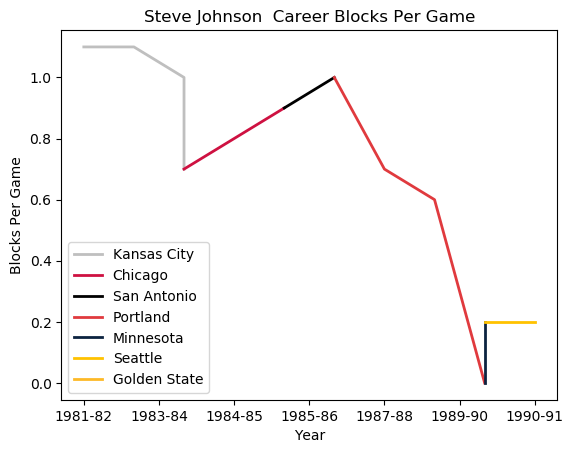 Steve Johnson  Career Blocks Per Game
Blocks Per Game
1.0
0.8
0.6
0.4
0.2
0.0
Kansas City
Chicago
San Antonio
Portland
Minnesota
Seattle
Golden State
1981-82 1983-84 1984-85 1985-86 1987-88 1989-90 1990-91
Year